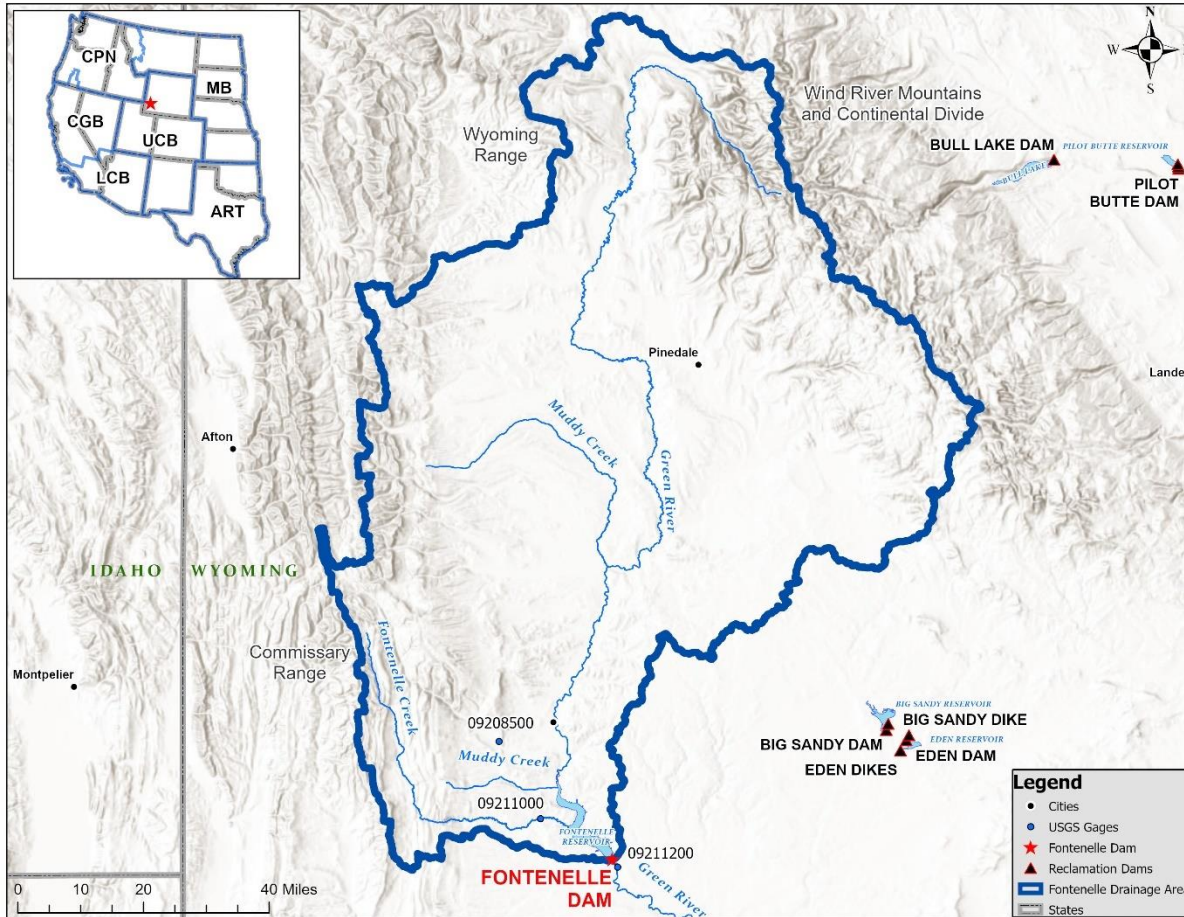 CPN
MB
CGB
UCB
LCB
ART
N
W
E
S
Wyoming
Range
Wind River Mountains
and Continental Divide
BULL LAKE DAM
PILOT BUTTE RESERVOIR
BULL LAKE
PILOT
BUTTE DAM
Pinedale
Lande
Muddy Creek
Green River
Afton
IDAHO
WYOMING
Commissary
Range
Fontenelle Creek
Montpelier
09208500
Muddy Creek
09211000
FONTENELLE
RESERVOIR
09211200
FONTENELLE
DAM
Green River
BIG SANDY RESERVOIR
BIG SANDY DIKE
BIG SANDY DAM
EDEN RESERVOIR
EDEN DAM
EDEN DIKES
Legend
Cities
USGS Gages
Fontenelle Dam
Reclamation Dams
Fontenelle Drainage Area
States
0 10 20 40 Miles